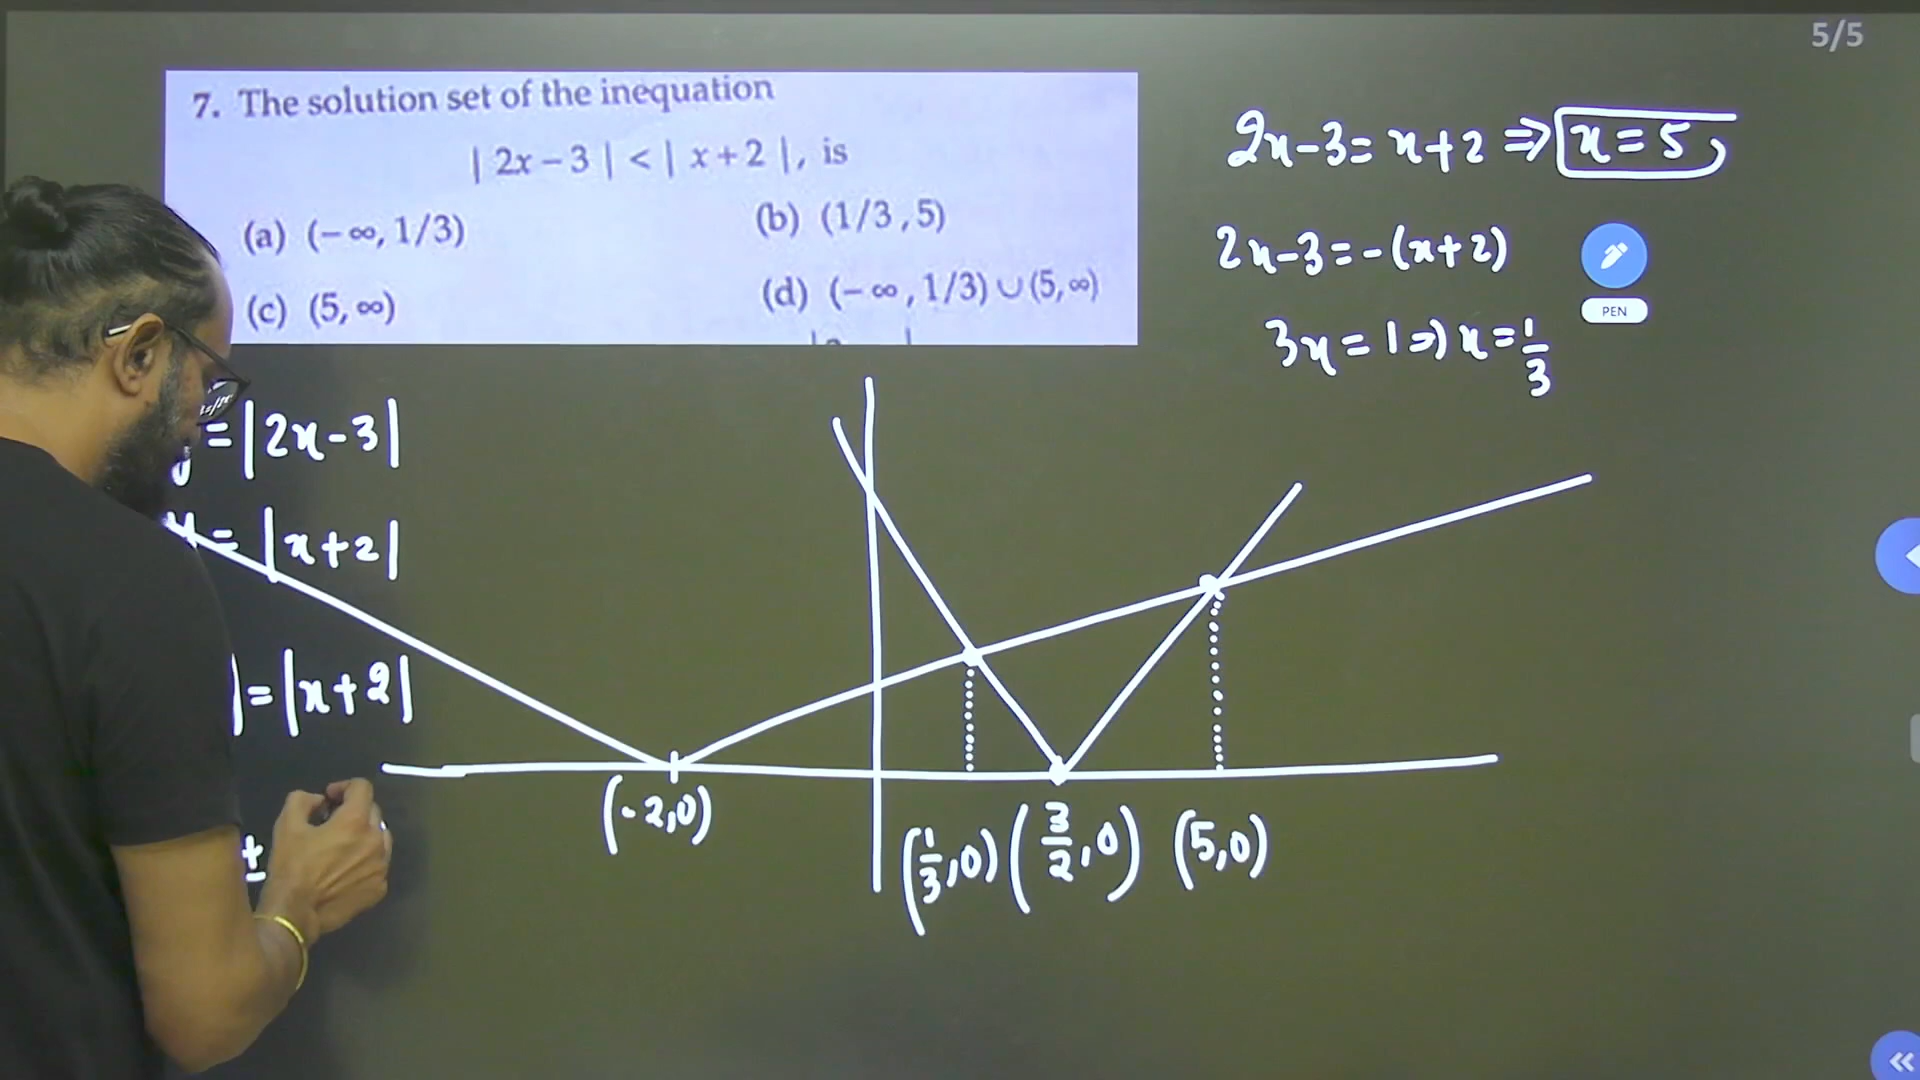 5/5
7. The solution set of the inequation
| 2x – 3 | < | x + 2 |, is
(a) (– ∞, 1/3)
(b) (1/3 , 5)
(c) (5, ∞)
(d) (– ∞ , 1/3) ∪ (5, ∞)
2x-3 = x+2 ⇒ x = 5
2x-3 = -(x+2)
3x = 1 ⇒ x = 1/3
PEN
y = |2x-3|
y = |x+2|
| = |x+2|
±
(-2,0)
(1/3,0) (3/2,0) (5,0)